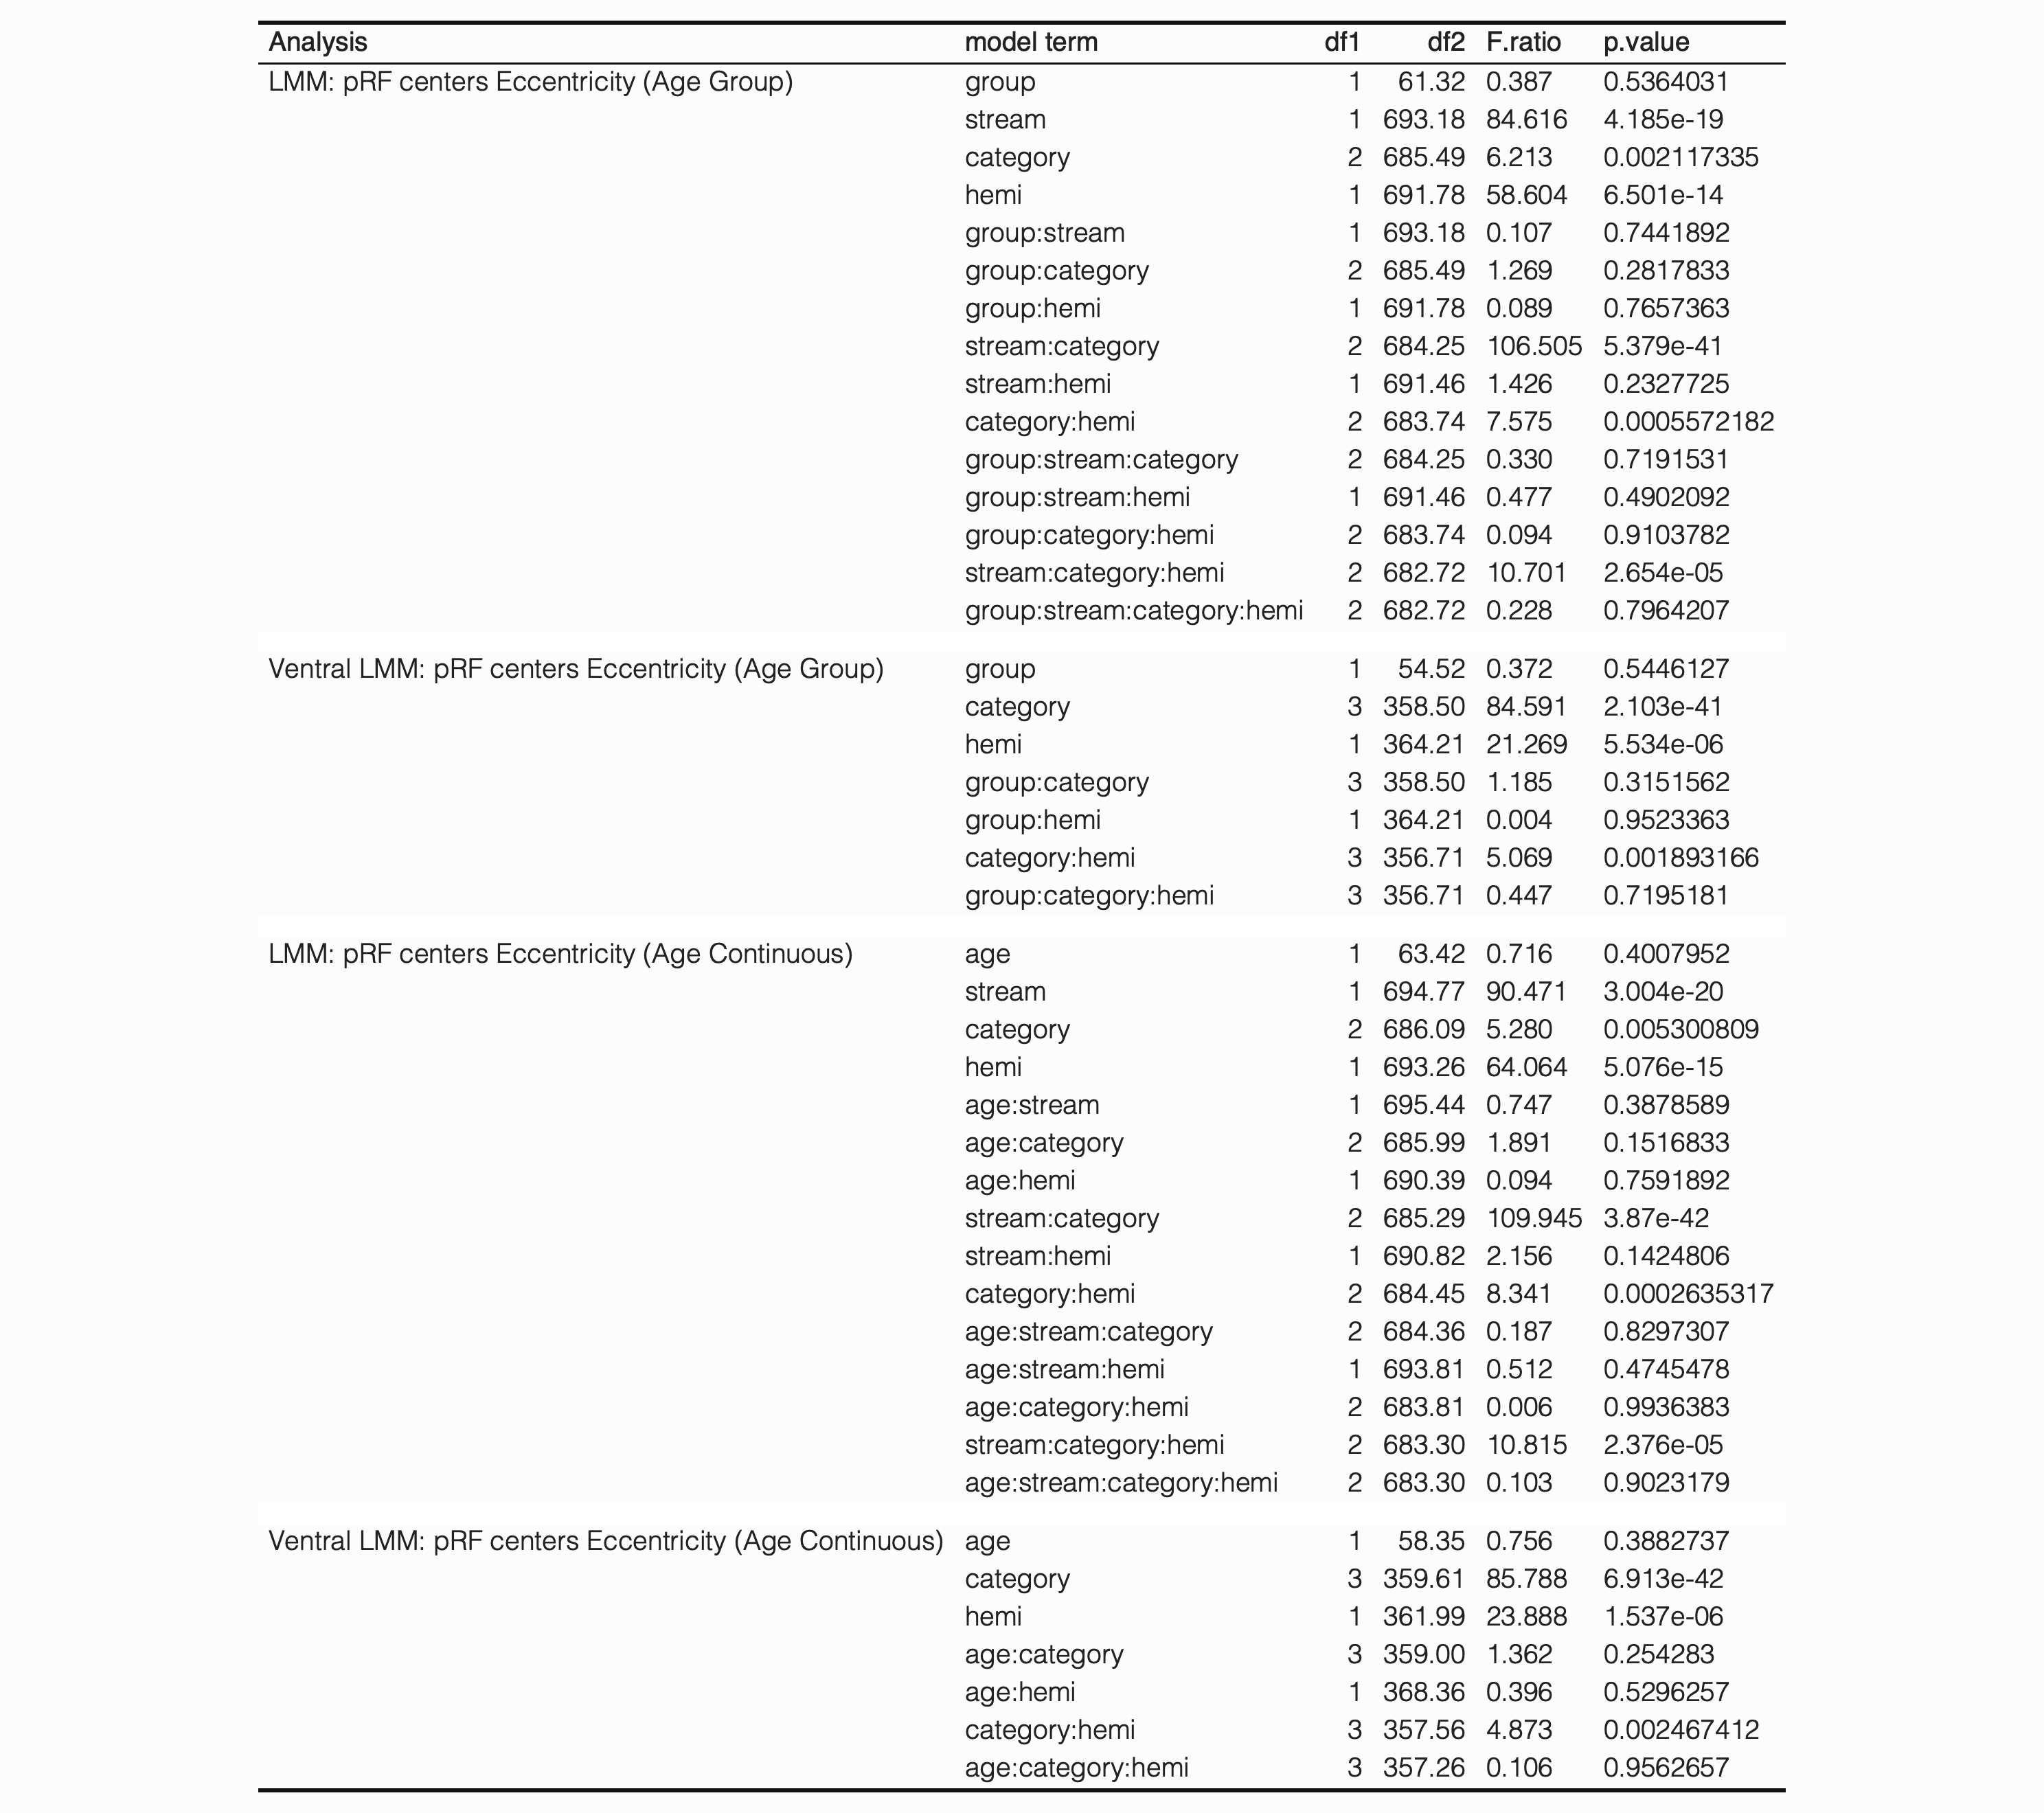 Analysis model term df1 df2 F.ratio p.value
LMM: pRF centers Eccentricity (Age Group) group 1 61.32 0.387 0.5364031
stream 1 693.18 84.616 4.185e-19
category 2 685.49 6.213 0.002117335
hemi 1 691.78 58.604 6.501e-14
group:stream 1 693.18 0.107 0.7441892
group:category 2 685.49 1.269 0.2817833
group:hemi 1 691.78 0.089 0.7657363
stream:category 2 684.25 106.505 5.379e-41
stream:hemi 1 691.46 1.426 0.2327725
category:hemi 2 683.74 7.575 0.0005572182
group:stream:category 2 684.25 0.330 0.7191531
group:stream:hemi 1 691.46 0.477 0.4902092
group:category:hemi 2 683.74 0.094 0.9103782
stream:category:hemi 2 682.72 10.701 2.654e-05
group:stream:category:hemi 2 682.72 0.228 0.7964207
Ventral LMM: pRF centers Eccentricity (Age Group) group 1 54.52 0.372 0.5446127
category 3 358.50 84.591 2.103e-41
hemi 1 364.21 21.269 5.534e-06
group:category 3 358.50 1.185 0.3151562
group:hemi 1 364.21 0.004 0.9523363
category:hemi 3 356.71 5.069 0.001893166
group:category:hemi 3 356.71 0.447 0.7195181
LMM: pRF centers Eccentricity (Age Continuous) age 1 63.42 0.716 0.4007952
stream 1 694.77 90.471 3.004e-20
category 2 686.09 5.280 0.005300809
hemi 1 693.26 64.064 5.076e-15
age:stream 1 695.44 0.747 0.3878589
age:category 2 685.99 1.891 0.1516833
age:hemi 1 690.39 0.094 0.7591892
stream:category 2 685.29 109.945 3.87e-42
stream:hemi 1 690.82 2.156 0.1424806
category:hemi 2 684.45 8.341 0.0002635317
age:stream:category 2 684.36 0.187 0.8297307
age:stream:hemi 1 693.81 0.512 0.4745478
age:category:hemi 2 683.81 0.006 0.9936383
stream:category:hemi 2 683.30 10.815 2.376e-05
age:stream:category:hemi 2 683.30 0.103 0.9023179
Ventral LMM: pRF centers Eccentricity (Age Continuous) age 1 58.35 0.756 0.3882737
category 3 359.61 85.788 6.913e-42
hemi 1 361.99 23.888 1.537e-06
age:category 3 359.00 1.362 0.254283
age:hemi 1 368.36 0.396 0.5296257
category:hemi 3 357.56 4.873 0.002467412
age:category:hemi 3 357.26 0.106 0.9562657